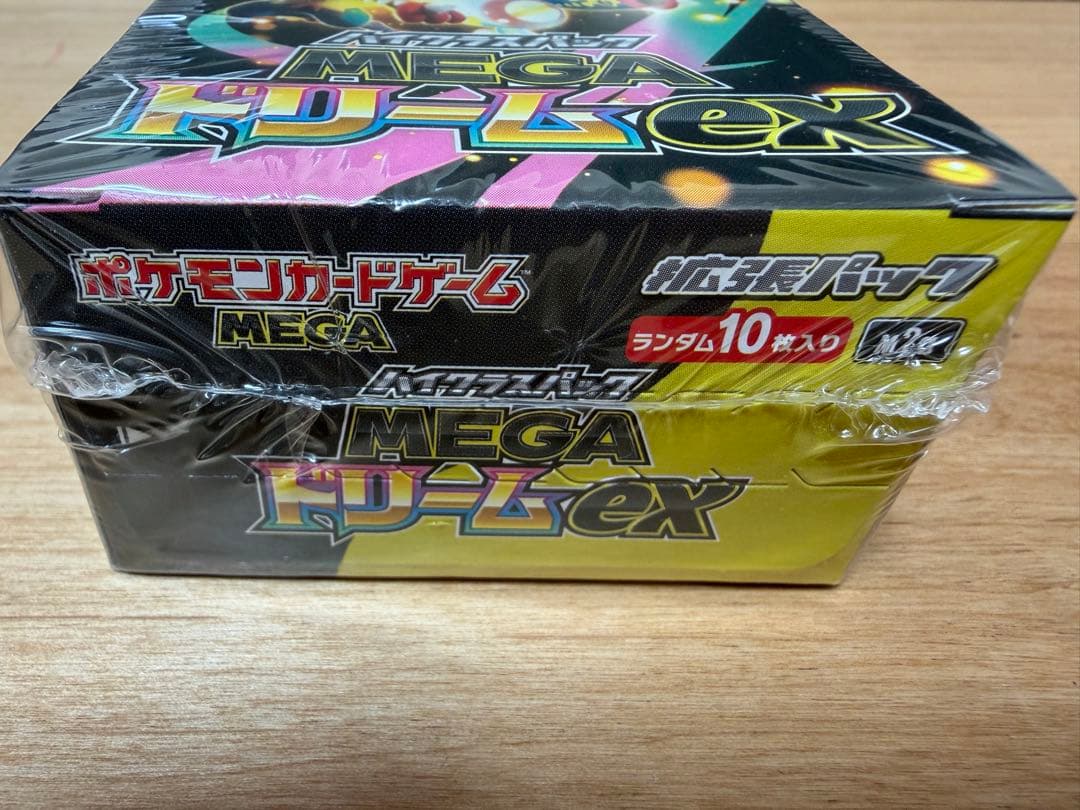 ハイクラスパック
MEGA
ドリームex
ポケモンカードゲーム™
MEGA
拡張パック
ランダム10枚入り
ハイクラスパック
MEGA
ドリームex